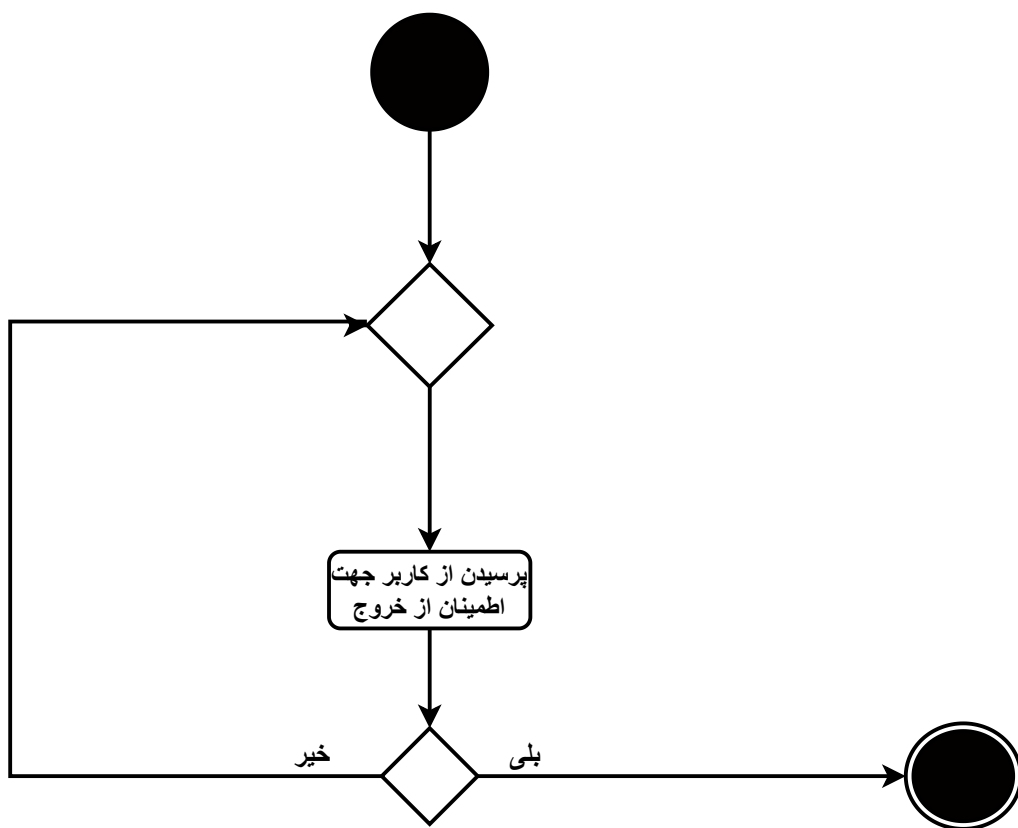 پرسیدن از کاربر جهت
اطمینان از خروج
خیر
بلی